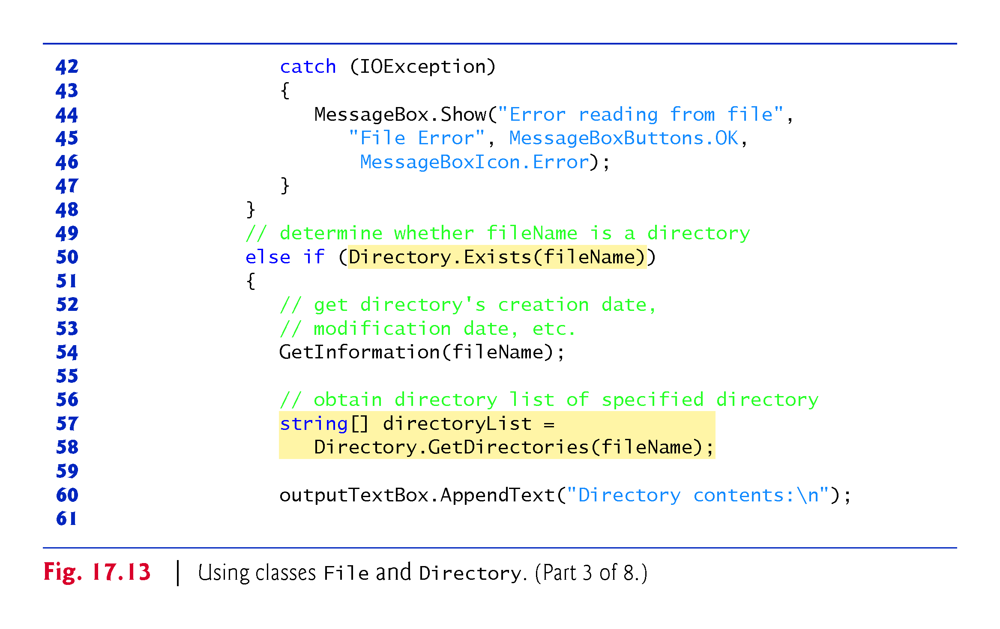 42 catch (IOException)
43 {
44 MessageBox.Show("Error reading from file",
45 "File Error", MessageBoxButtons.OK,
46 MessageBoxIcon.Error);
47 }
48 }
49 // determine whether fileName is a directory
50 else if (Directory.Exists(fileName))
51 {
52 // get directory's creation date,
53 // modification date, etc.
54 GetInformation(fileName);
55
56 // obtain directory list of specified directory
57 string[] directoryList =
58 Directory.GetDirectories(fileName);
59
60 outputTextBox.AppendText("Directory contents:\n");
61
Fig. 17.13 | Using classes File and Directory. (Part 3 of 8.)